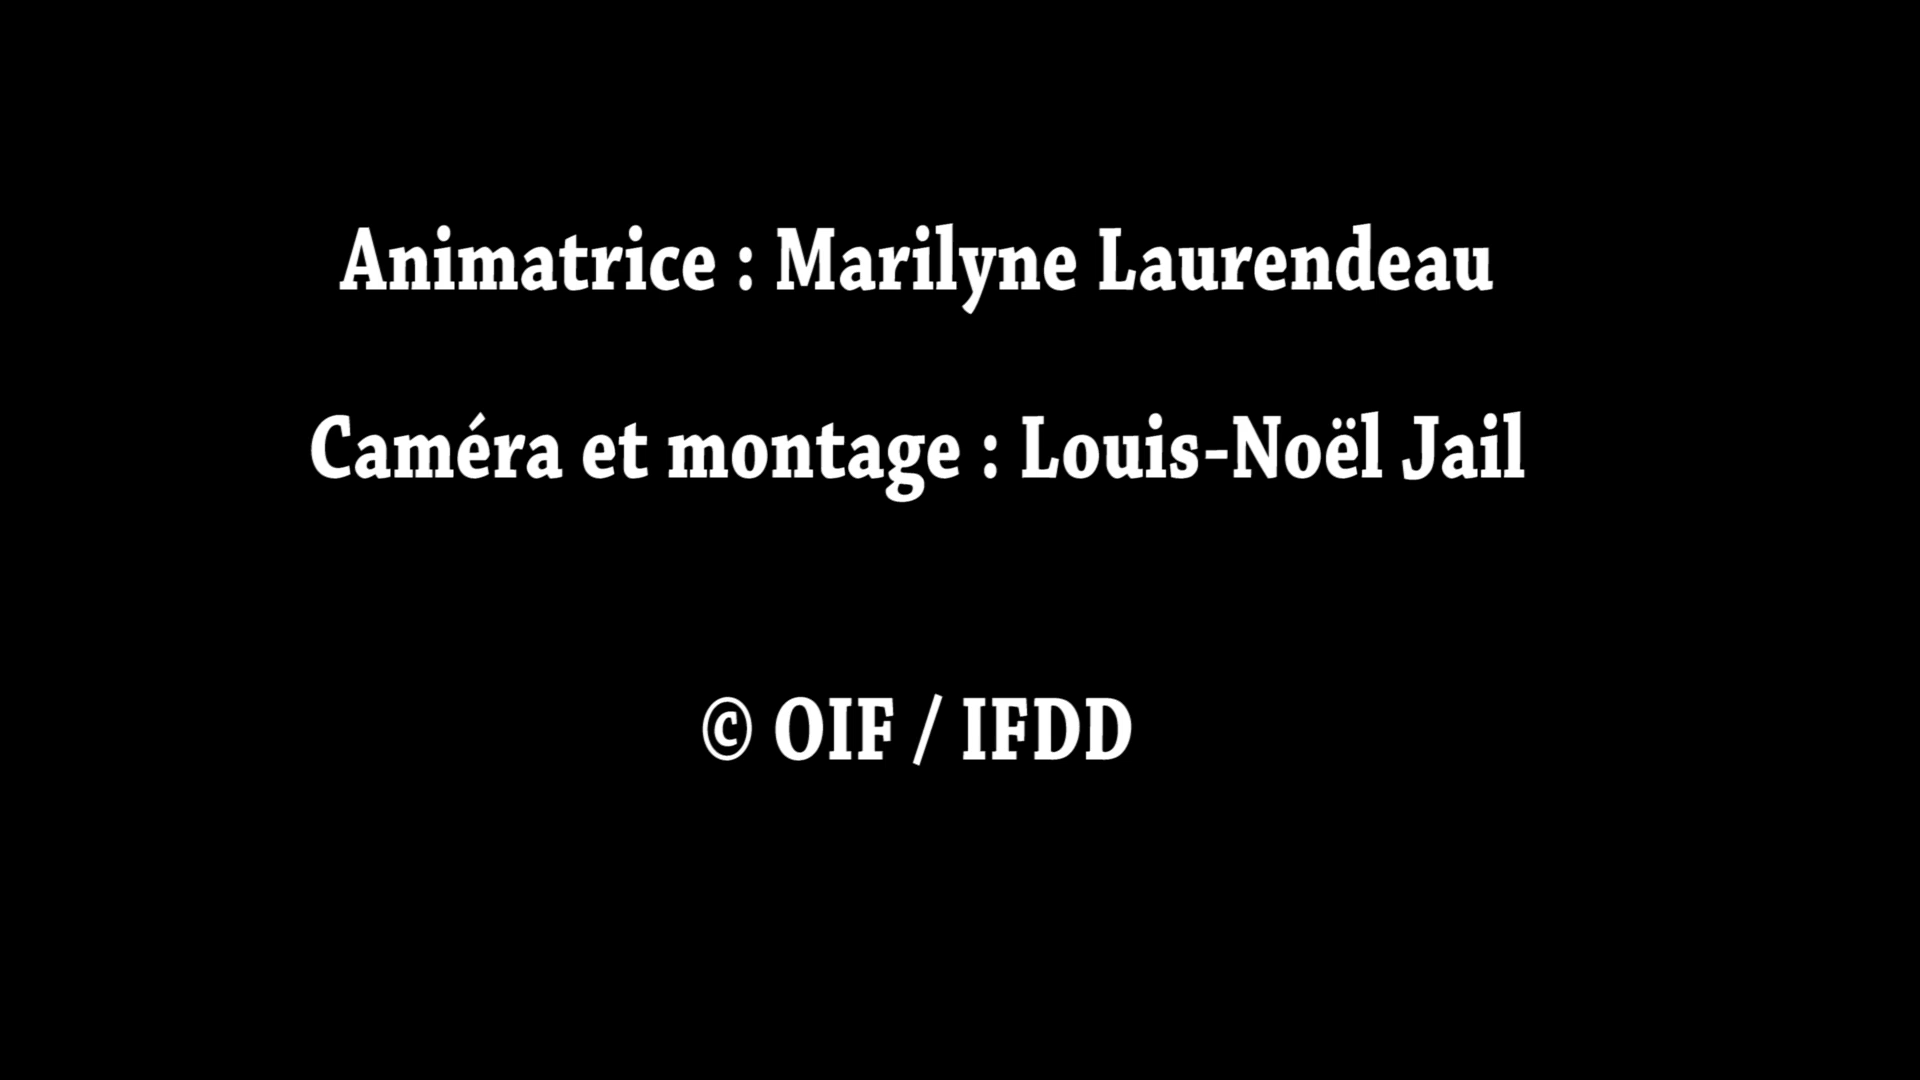 Animatrice : Marilyne Laurendeau
Caméra et montage : Louis-Noël Jail
© OIF / IFDD